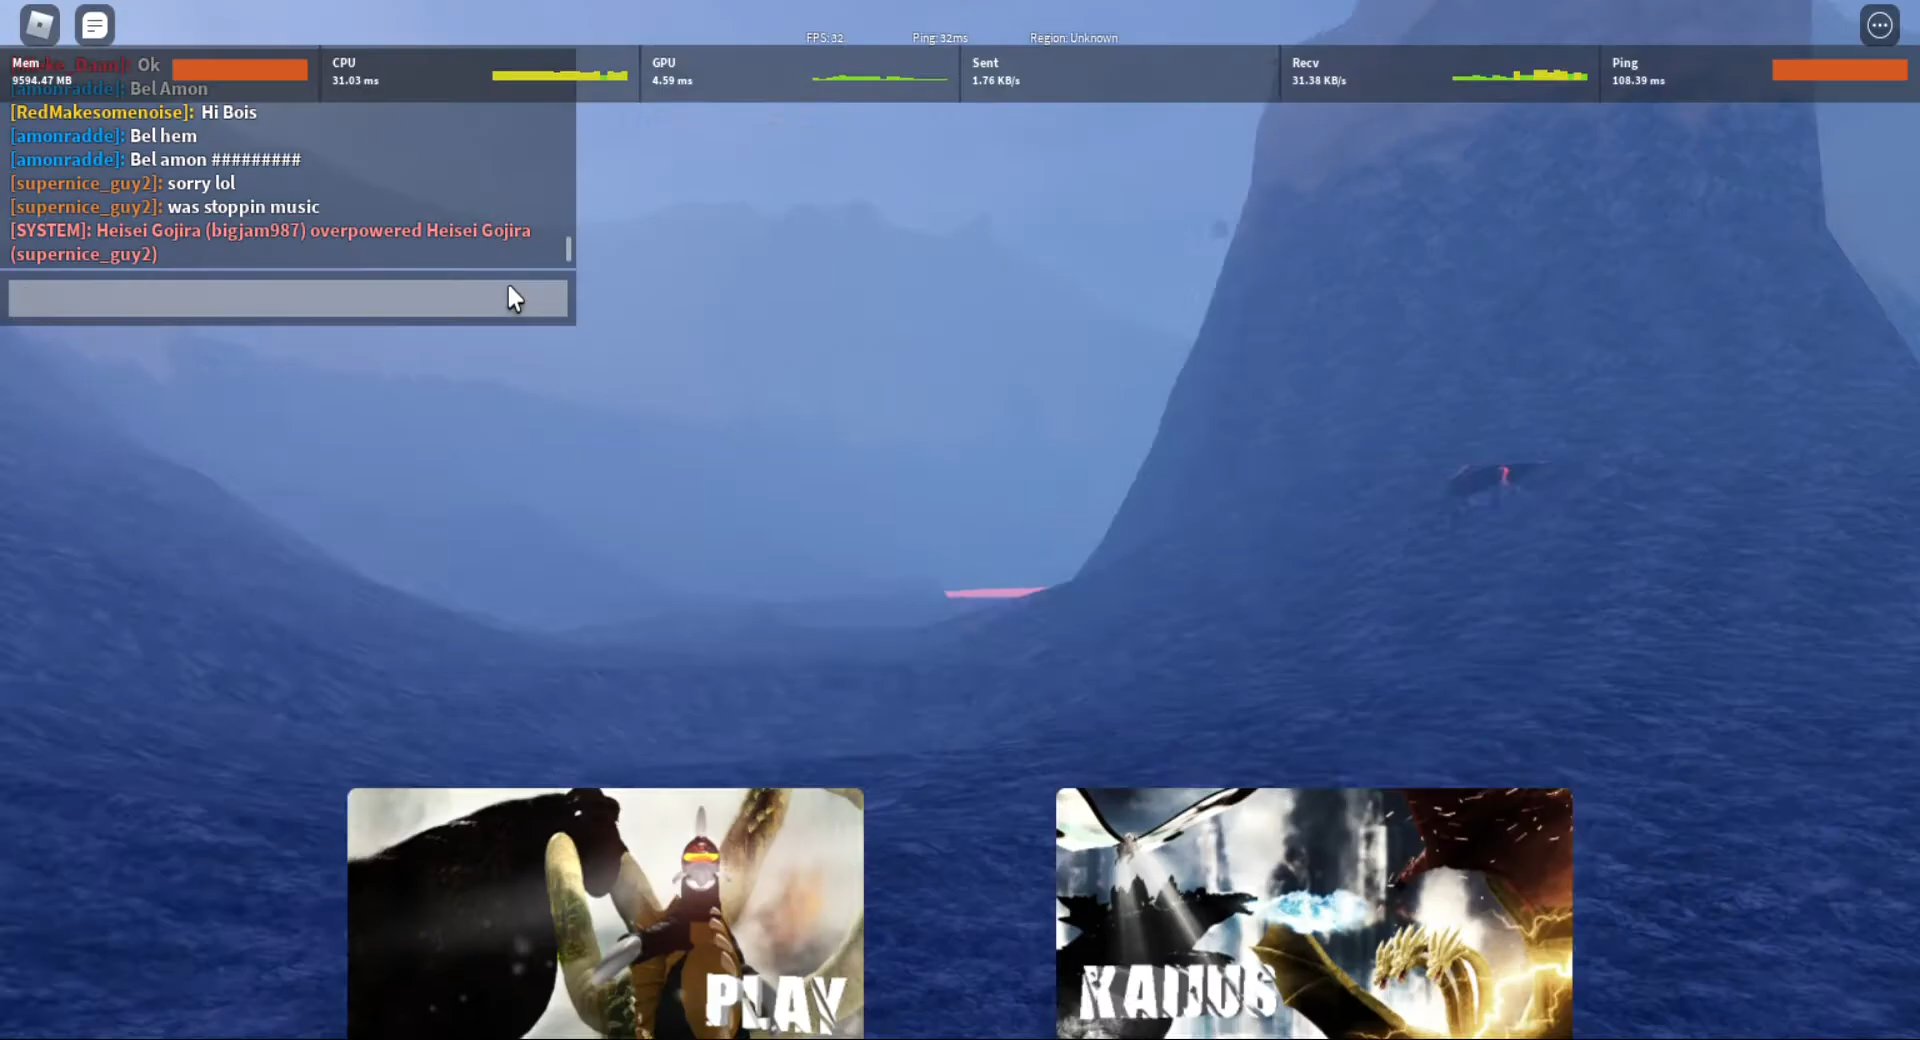 FPS: 32 Ping: 32ms Region: Unknown
Mem CPU GPU Sent Recv Ping
9594.47 MB 31.03 ms 4.59 ms 1.76 KB/s 31.38 KB/s 108.39 ms
Ok
[amonradde]: Bel Amon
[RedMakesomenoise]: Hi Bois
[amonradde]: Bel hem
[amonradde]: Bel amon #########
[supernice_guy2]: sorry lol
[supernice_guy2]: was stoppin music
[SYSTEM]: Heisei Gojira (bigjam987) overpowered Heisei Gojira
(supernice_guy2)
PLAY
KAIJUS